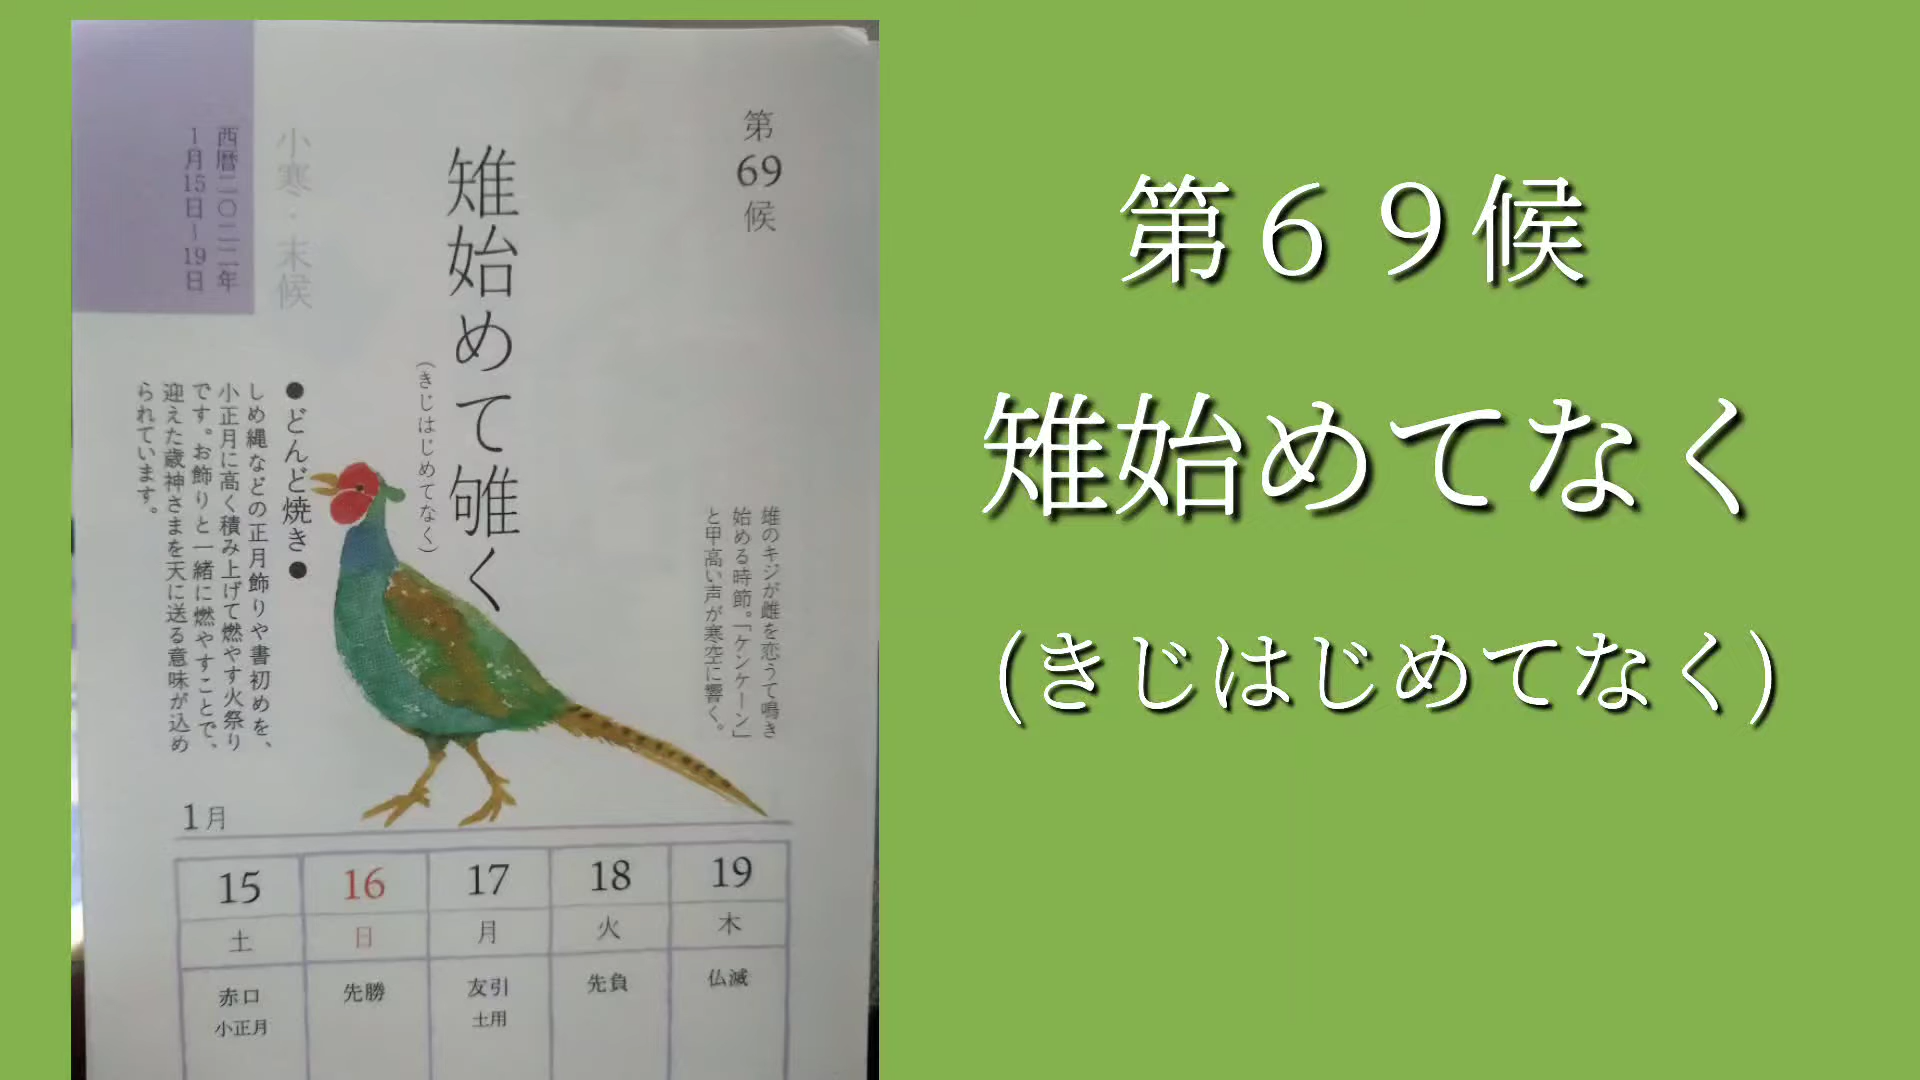 第
69
候
雉始めて雊く
(きじはじめてなく)
雄のキジが雌を恋うて鳴き
始める時節。「ケンケーン」
と甲高い声が寒空に響く。
小寒・末候
西暦二〇二二年
1月15日~19日
●どんど焼き●
しめ縄などの正月飾りや書初めを、
小正月に高く積み上げて燃やす火祭り
です。お飾りと一緒に燃やすことで、
迎えた歳神さまを天に送る意味が込め
られています。
1月
15 16 17 18 19
土 日 月 火 木
赤口 先勝 友引 先負 仏滅
小正月 土用
第６９候
雉始めてなく
(きじはじめてなく)